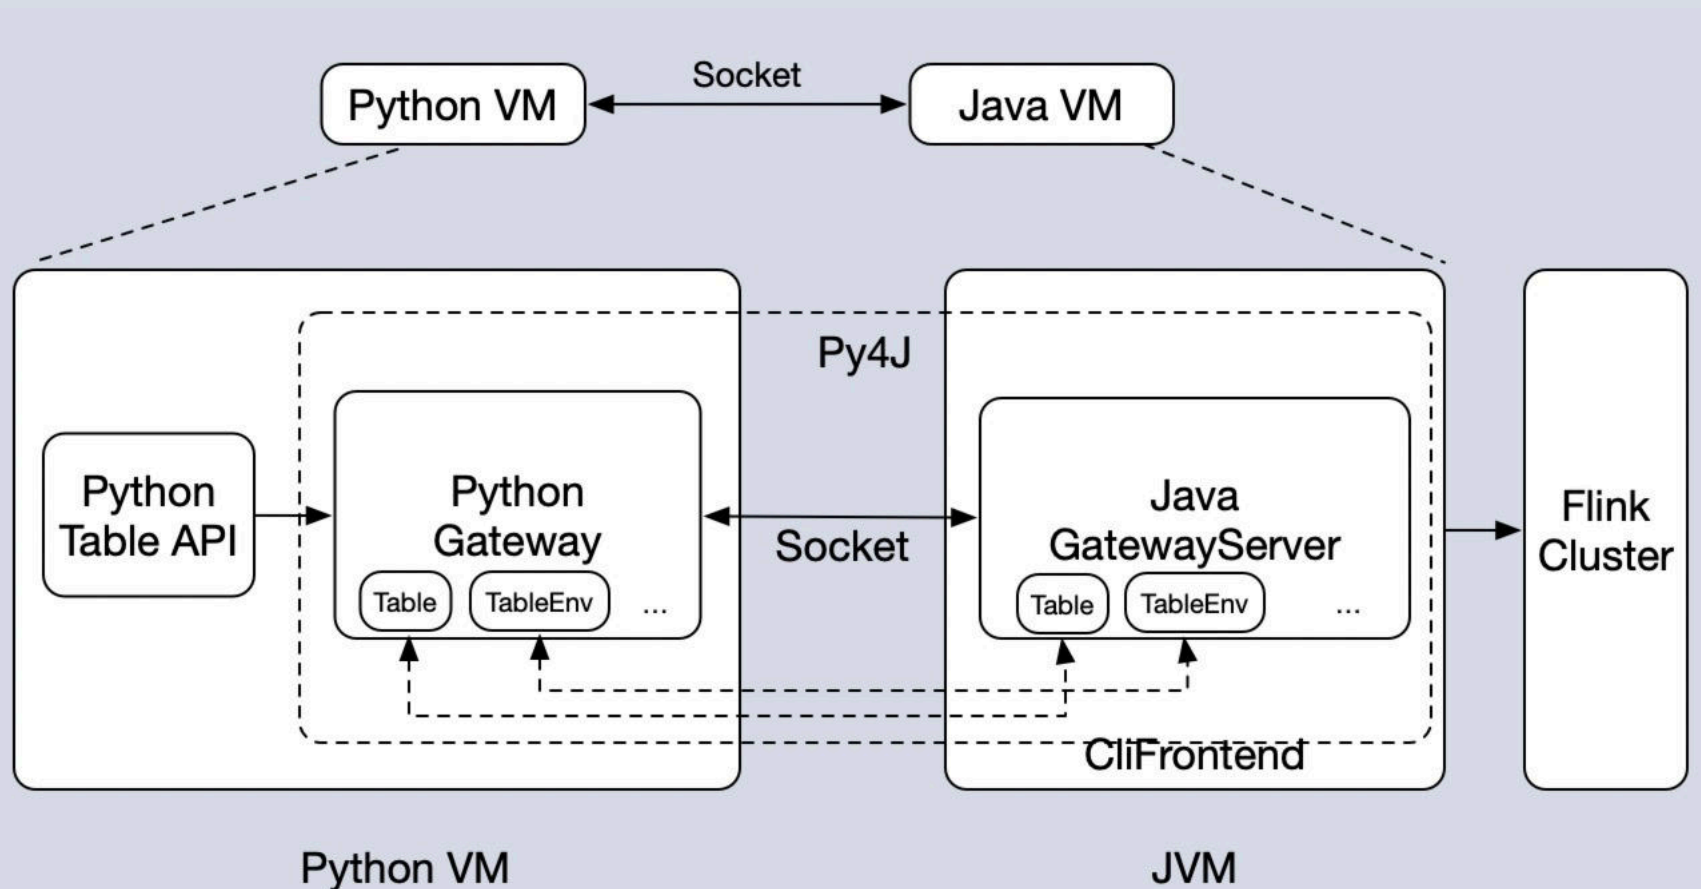 Socket
Python VM
Java VM
Py4J
Python
Table API
Python
Gateway
Table
TableEnv
...
Socket
Java
GatewayServer
Table
TableEnv
...
CliFrontend
Flink
Cluster
Python VM
JVM